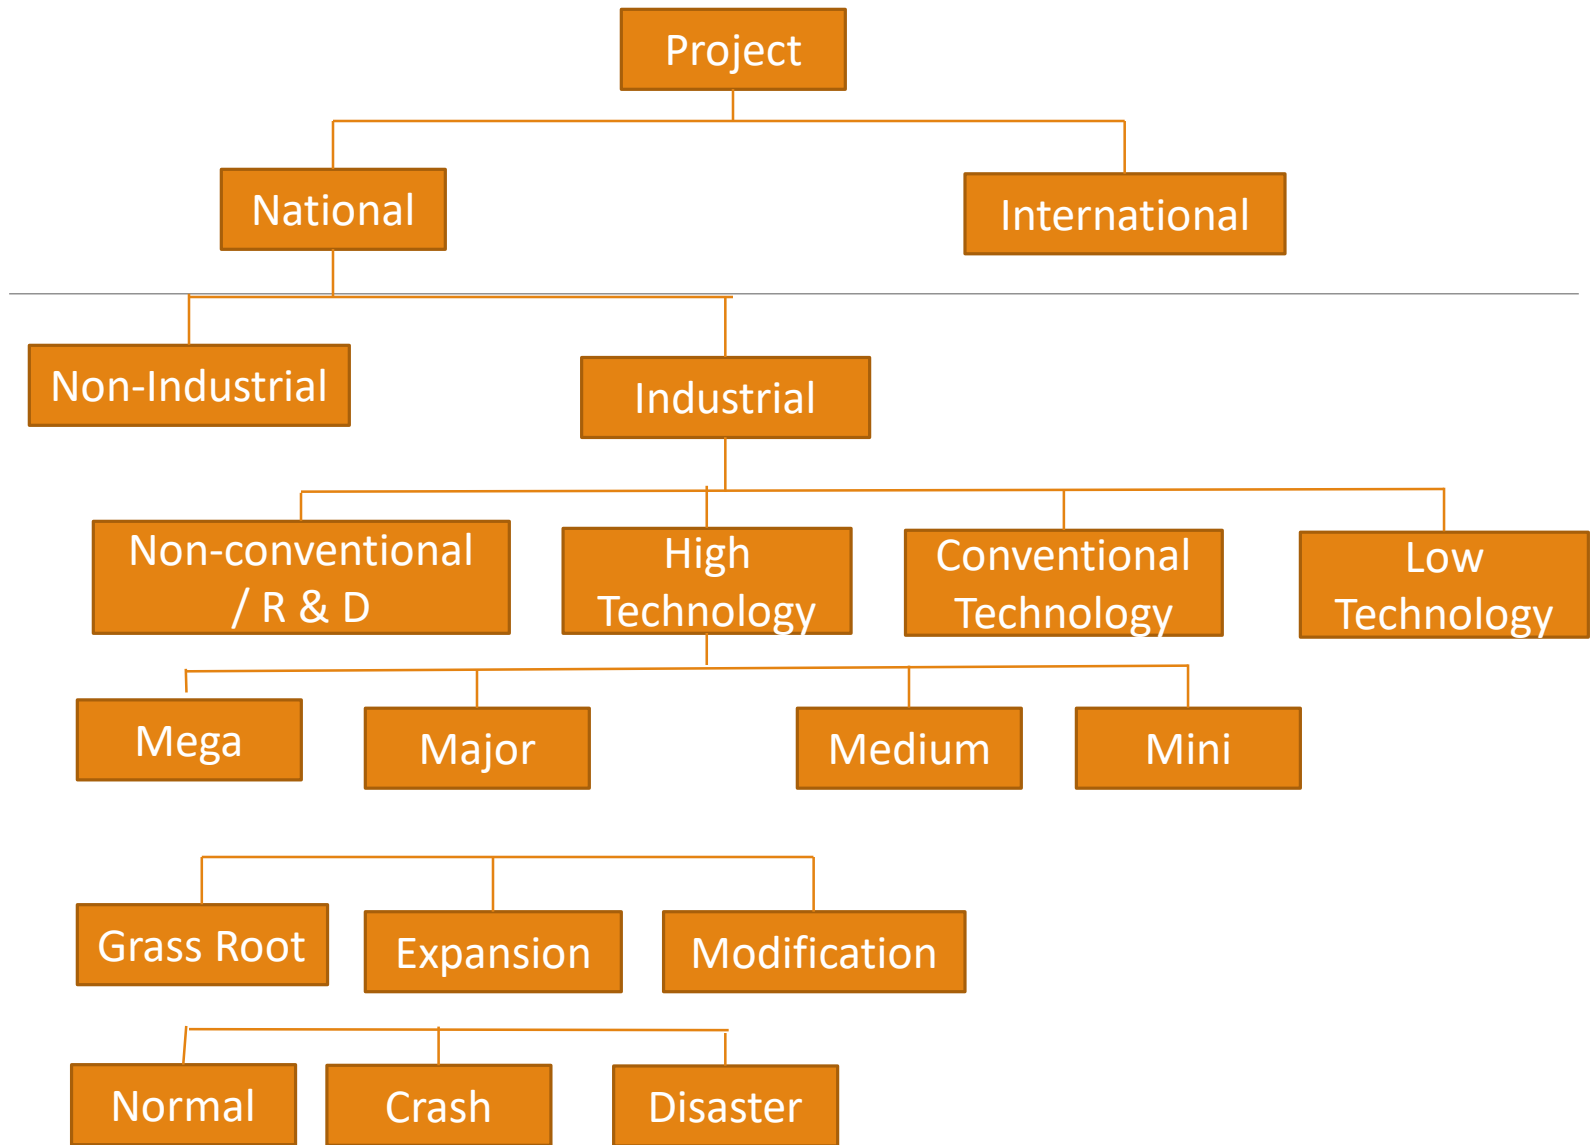 Project
National
International
Non-Industrial
Industrial
Non-conventional
/ R & D
High
Technology
Conventional
Technology
Low
Technology
Mega
Major
Medium
Mini
Grass Root
Expansion
Modification
Normal
Crash
Disaster